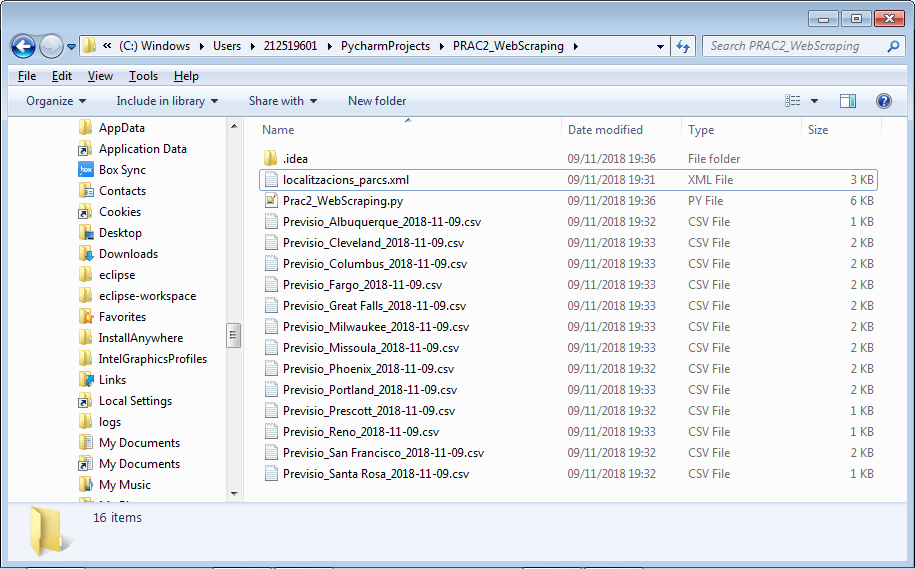 « (C:) Windows Users 212519601 PycharmProjects PRAC2_WebScraping Search PRAC2_WebScraping
File Edit View Tools Help
Organize Include in library Share with New folder
Name Date modified Type Size
AppData
Application Data
Box Sync
Contacts
Cookies
Desktop
Downloads
eclipse
eclipse-workspace
Favorites
InstallAnywhere
IntelGraphicsProfiles
Links
Local Settings
logs
My Documents
My Documents
My Music
.idea 09/11/2018 19:36 File folder
localitzacions_parcs.xml 09/11/2018 19:31 XML File 3 KB
Prac2_WebScraping.py 09/11/2018 19:36 PY File 6 KB
Previsio_Albuquerque_2018-11-09.csv 09/11/2018 19:32 CSV File 1 KB
Previsio_Cleveland_2018-11-09.csv 09/11/2018 19:33 CSV File 2 KB
Previsio_Columbus_2018-11-09.csv 09/11/2018 19:33 CSV File 2 KB
Previsio_Fargo_2018-11-09.csv 09/11/2018 19:33 CSV File 2 KB
Previsio_Great Falls_2018-11-09.csv 09/11/2018 19:33 CSV File 2 KB
Previsio_Milwaukee_2018-11-09.csv 09/11/2018 19:33 CSV File 2 KB
Previsio_Missoula_2018-11-09.csv 09/11/2018 19:33 CSV File 2 KB
Previsio_Phoenix_2018-11-09.csv 09/11/2018 19:32 CSV File 2 KB
Previsio_Portland_2018-11-09.csv 09/11/2018 19:33 CSV File 2 KB
Previsio_Prescott_2018-11-09.csv 09/11/2018 19:32 CSV File 1 KB
Previsio_Reno_2018-11-09.csv 09/11/2018 19:33 CSV File 1 KB
Previsio_San Francisco_2018-11-09.csv 09/11/2018 19:32 CSV File 2 KB
Previsio_Santa Rosa_2018-11-09.csv 09/11/2018 19:32 CSV File 1 KB
16 items